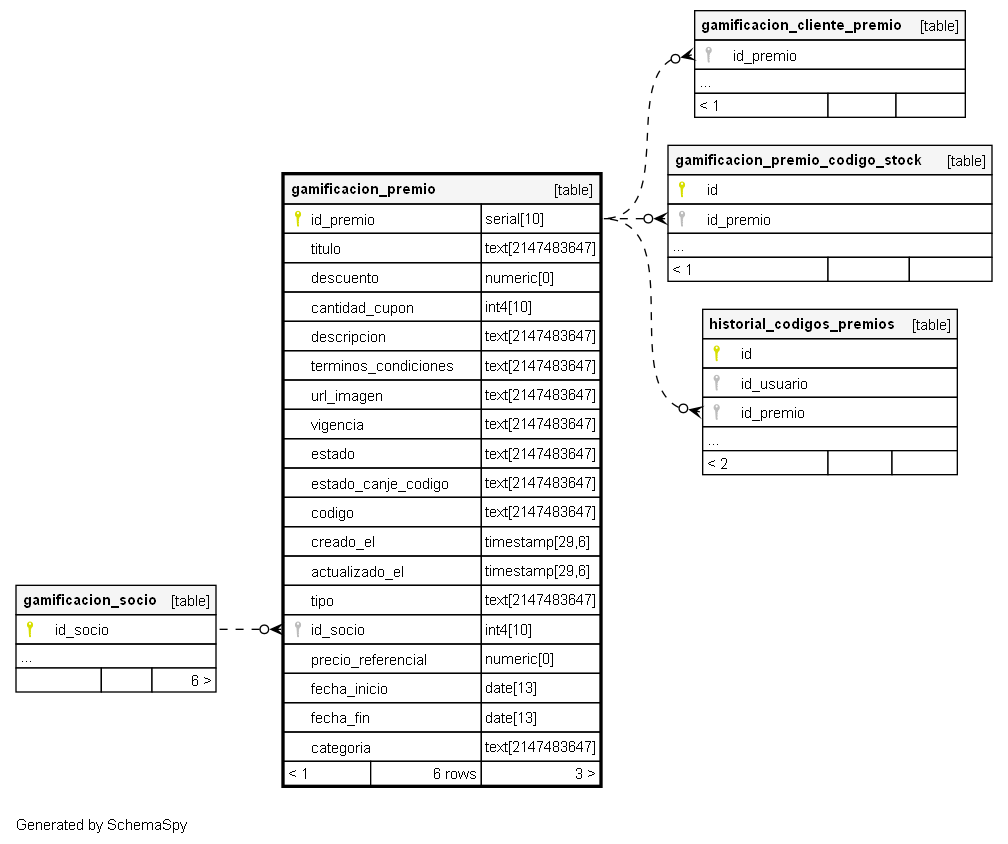 gamificacion_cliente_premio [table]
id_premio
...
< 1
gamificacion_premio_codigo_stock [table]
id
id_premio
...
< 1
historial_codigos_premios [table]
id
id_usuario
id_premio
...
< 2
gamificacion_premio [table]
id_premio serial[10]
titulo text[2147483647]
descuento numeric[0]
cantidad_cupon int4[10]
descripcion text[2147483647]
terminos_condiciones text[2147483647]
url_imagen text[2147483647]
vigencia text[2147483647]
estado text[2147483647]
estado_canje_codigo text[2147483647]
codigo text[2147483647]
creado_el timestamp[29,6]
actualizado_el timestamp[29,6]
tipo text[2147483647]
id_socio int4[10]
precio_referencial numeric[0]
fecha_inicio date[13]
fecha_fin date[13]
categoria text[2147483647]
< 1 6 rows 3 >
gamificacion_socio [table]
id_socio
...
6 >
Generated by SchemaSpy